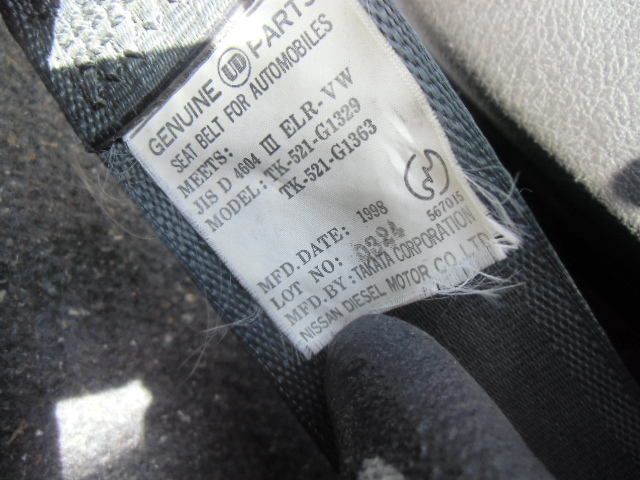 GENUINE UD PARTS
SEAT BELT FOR AUTOMOBILES
MEETS:
JIS D 4604 III ELR-VW
MODEL: TK-521-G1329
TK-521-G1363
MFD. DATE: 1998
567015
LOT NO:
MFD. BY: TAKATA CORPORATION
NISSAN DIESEL MOTOR CO., LTD.